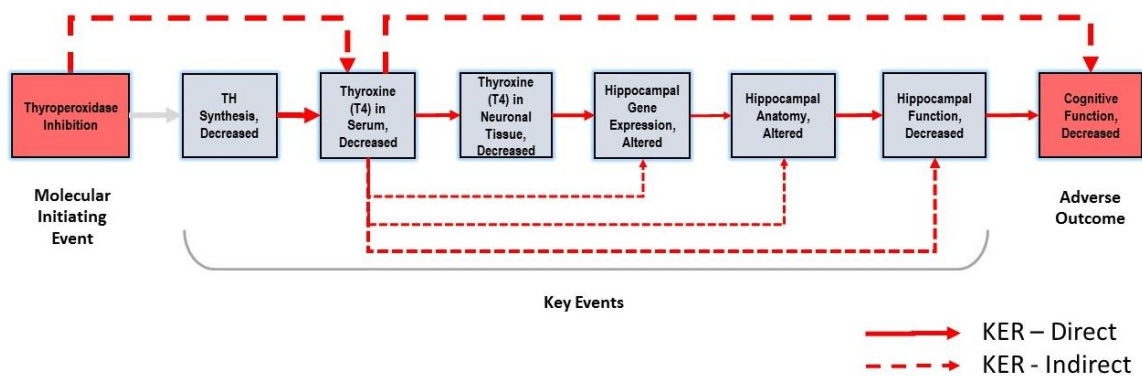 Thyroperoxidase
Inhibition
TH
Synthesis,
Decreased
Thyroxine
(T4) in
Serum,
Decreased
Thyroxine
(T4) in
Neuronal
Tissue,
Decreased
Hippocampal
Gene
Expression,
Altered
Hippocampal
Anatomy,
Altered
Hippocampal
Function,
Decreased
Cognitive
Function,
Decreased
Molecular
Initiating
Event
Adverse
Outcome
Key Events
KER – Direct
KER - Indirect